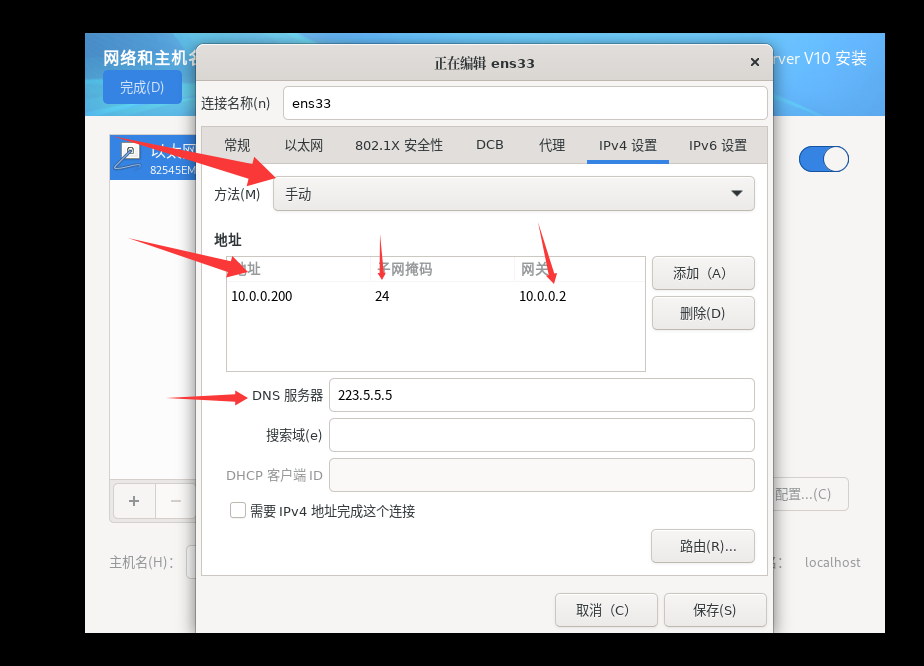 网络和主机名
正在编辑 ens33
rver V10 安装
完成(D)
连接名称(n)
ens33
常规
以太网
802.1X 安全性
DCB
代理
IPv4 设置
IPv6 设置
以太网
82545EM
方法(M)
手动
地址
地址
子网掩码
网关
添加（A）
10.0.0.200
24
10.0.0.2
删除(D)
DNS 服务器
223.5.5.5
搜索域(e)
DHCP 客户端 ID
配置...(C)
需要 IPv4 地址完成这个连接
路由(R)...
主机名(H)：
localhost
取消（C）
保存(S)